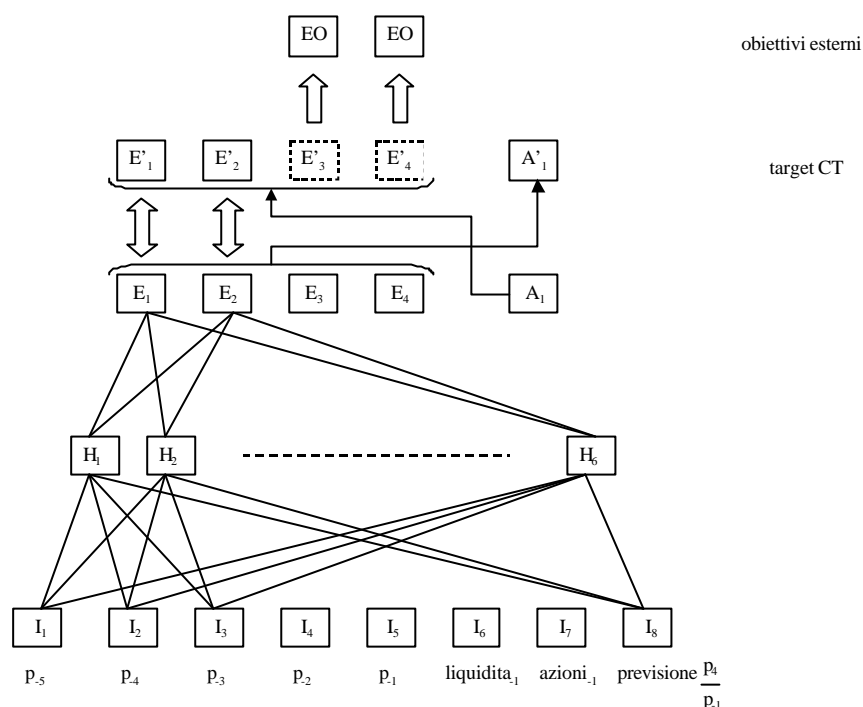 EO EO obiettivi esterni
E'₁ E'₂ E'₃ E'₄ A'₁ target CT
E₁ E₂ E₃ E₄ A₁
H₁ H₂ H₆
I₁ I₂ I₃ I₄ I₅ I₆ I₇ I₈
p₋₅ p₋₄ p₋₃ p₋₂ p₋₁ liquidita₋₁ azioni₋₁ previsione p₄
p₋₁